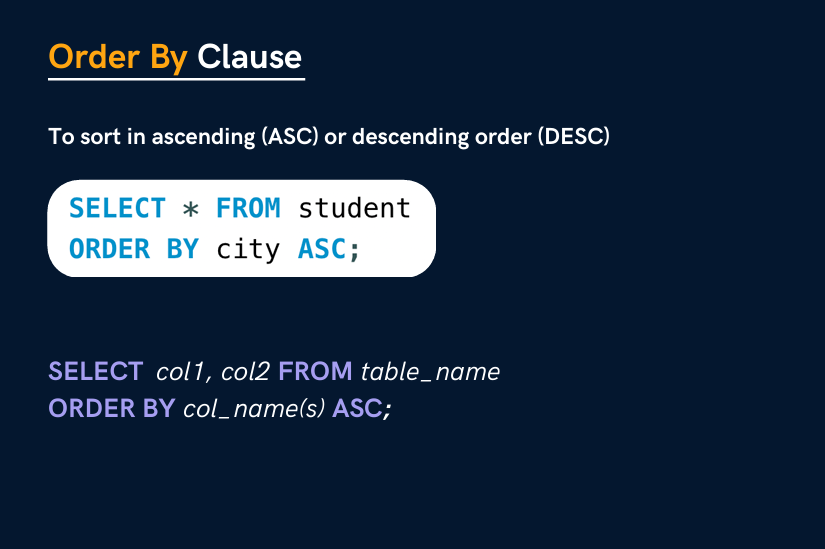 Order By Clause
To sort in ascending (ASC) or descending order (DESC)
SELECT * FROM student
ORDER BY city ASC;
SELECT col1, col2 FROM table_name
ORDER BY col_name(s) ASC;